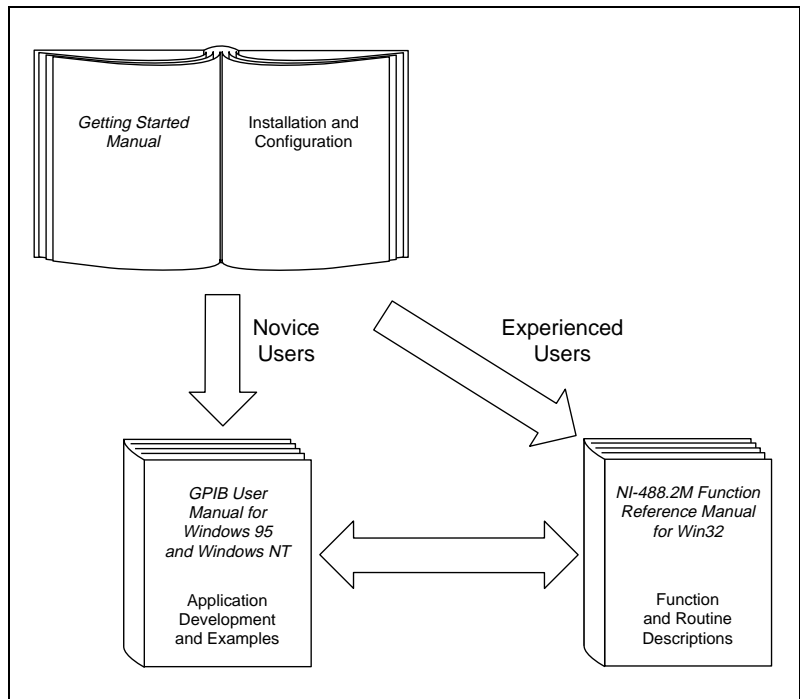 Getting Started
Manual
Installation and
Configuration
Novice
Users
Experienced
Users
GPIB User
Manual for
Windows 95
and Windows NT
Application
Development
and Examples
NI-488.2M Function
Reference Manual
for Win32
Function
and Routine
Descriptions